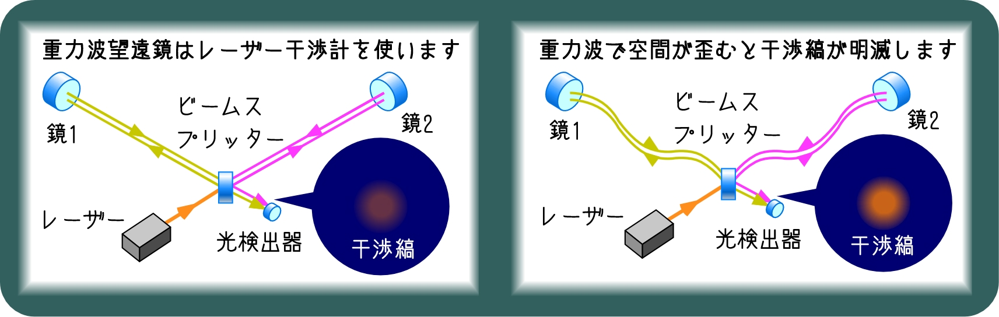 重力波望遠鏡はレーザー干渉計を使います
ビームス
プリッター
鏡1
鏡2
レーザー
光検出器
干渉縞
重力波で空間が歪むと干渉縞が明滅します
ビームス
プリッター
鏡1
鏡2
レーザー
光検出器
干渉縞